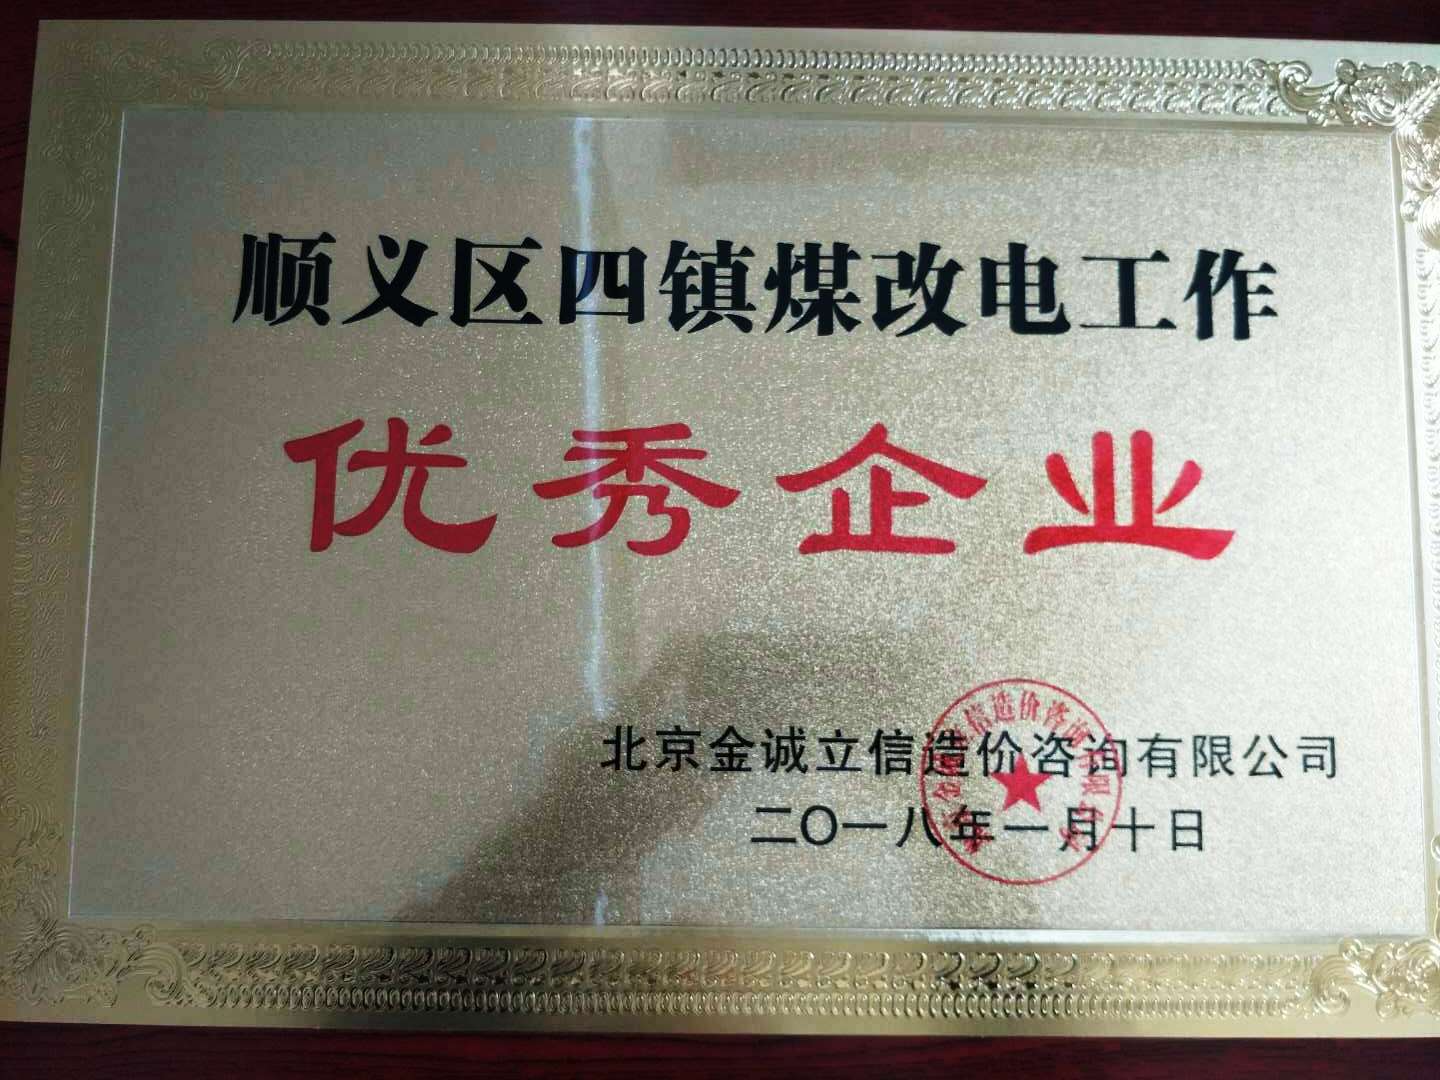 顺义区四镇煤改电工作
优秀企业
北京金诚立信造价咨询有限公司
二〇一八年一月十日